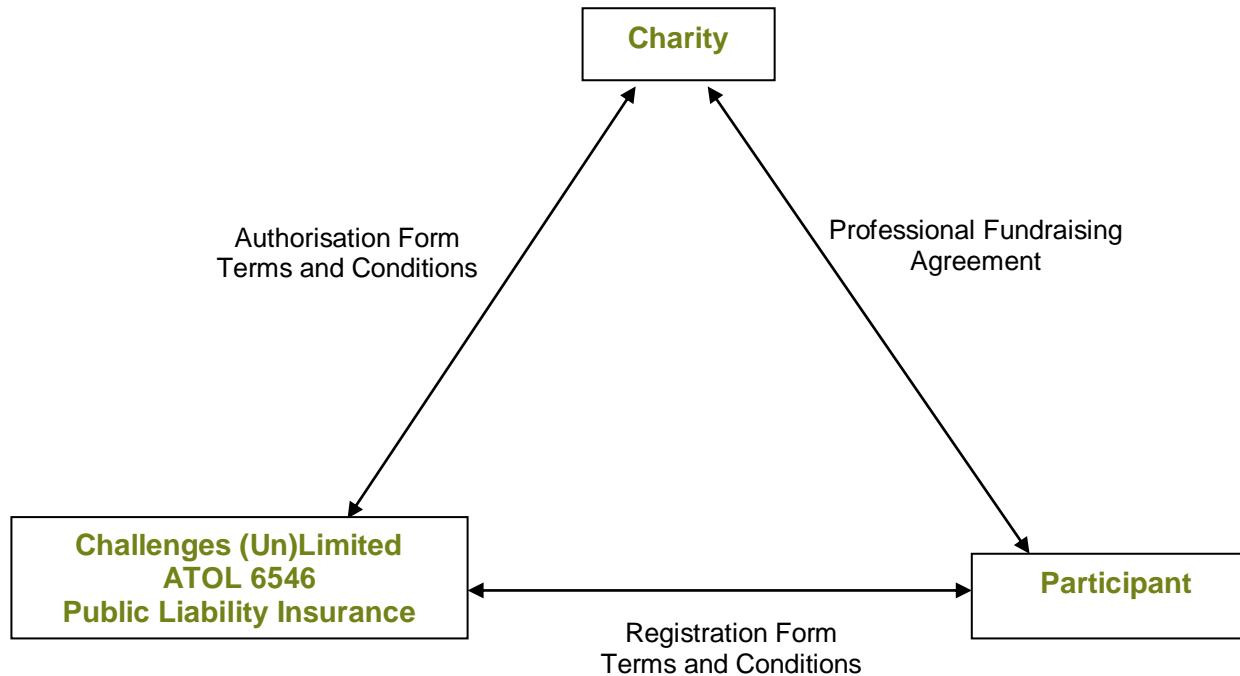 Charity
Authorisation Form
Terms and Conditions
Professional Fundraising
Agreement
Challenges (Un)Limited
ATOL 6546
Public Liability Insurance
Participant
Registration Form
Terms and Conditions